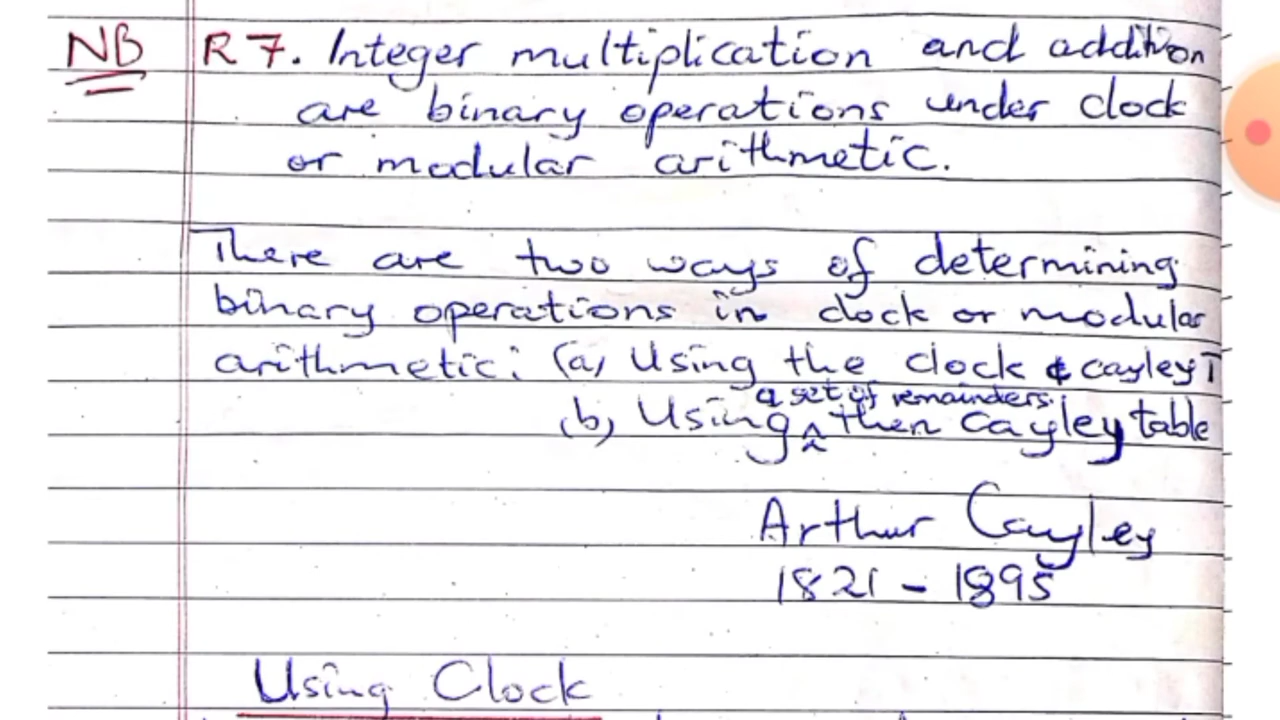 NB R7. Integer multiplication and addition
are binary operations under clock
or modular arithmetic.
There are two ways of determining
binary operations in clock or modular
arithmetic: (a) Using the clock & cayley T
a set of remainders.
(b) Using ^ then Cayley table
Arthur Cayley
1821 - 1895
Using Clock